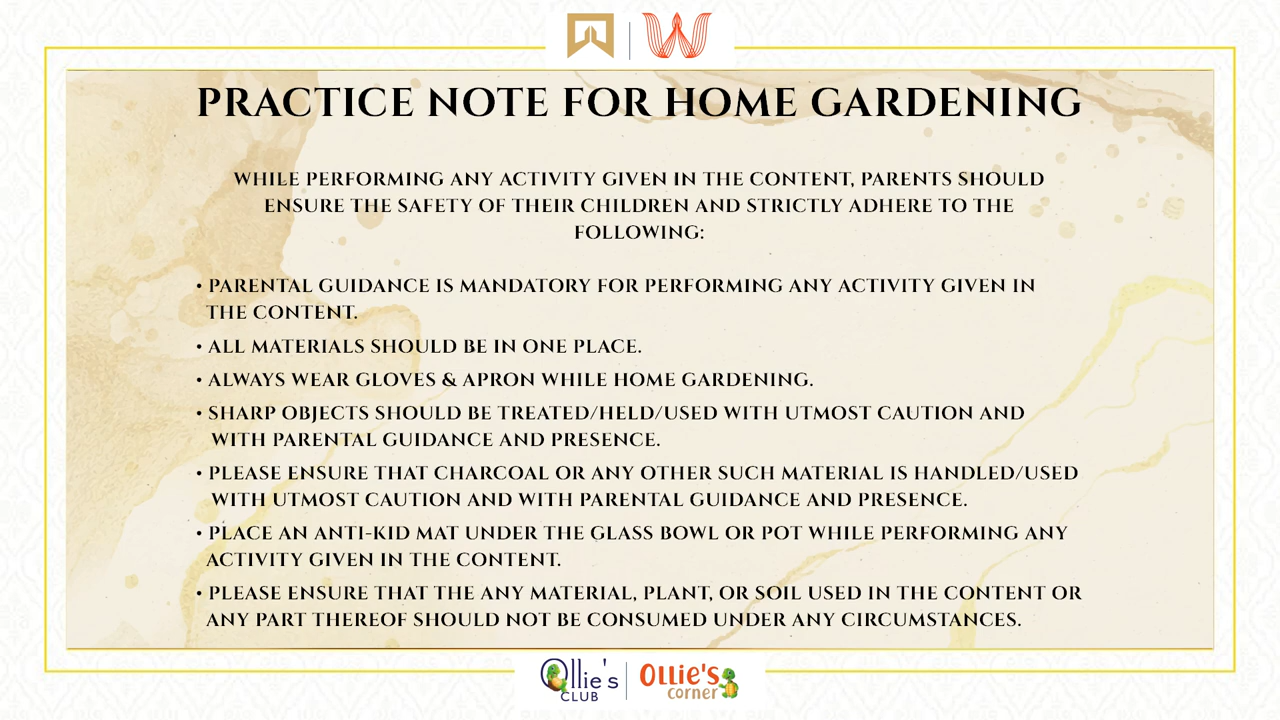 PRACTICE NOTE FOR HOME GARDENING
WHILE PERFORMING ANY ACTIVITY GIVEN IN THE CONTENT, PARENTS SHOULD
ENSURE THE SAFETY OF THEIR CHILDREN AND STRICTLY ADHERE TO THE
FOLLOWING:
• PARENTAL GUIDANCE IS MANDATORY FOR PERFORMING ANY ACTIVITY GIVEN IN
THE CONTENT.
• ALL MATERIALS SHOULD BE IN ONE PLACE.
• ALWAYS WEAR GLOVES & APRON WHILE HOME GARDENING.
• SHARP OBJECTS SHOULD BE TREATED/HELD/USED WITH UTMOST CAUTION AND
WITH PARENTAL GUIDANCE AND PRESENCE.
• PLEASE ENSURE THAT CHARCOAL OR ANY OTHER SUCH MATERIAL IS HANDLED/USED
WITH UTMOST CAUTION AND WITH PARENTAL GUIDANCE AND PRESENCE.
• PLACE AN ANTI-KID MAT UNDER THE GLASS BOWL OR POT WHILE PERFORMING ANY
ACTIVITY GIVEN IN THE CONTENT.
• PLEASE ENSURE THAT THE ANY MATERIAL, PLANT, OR SOIL USED IN THE CONTENT OR
ANY PART THEREOF SHOULD NOT BE CONSUMED UNDER ANY CIRCUMSTANCES.
Ollie's
CLUB
OLLiE'S
corner